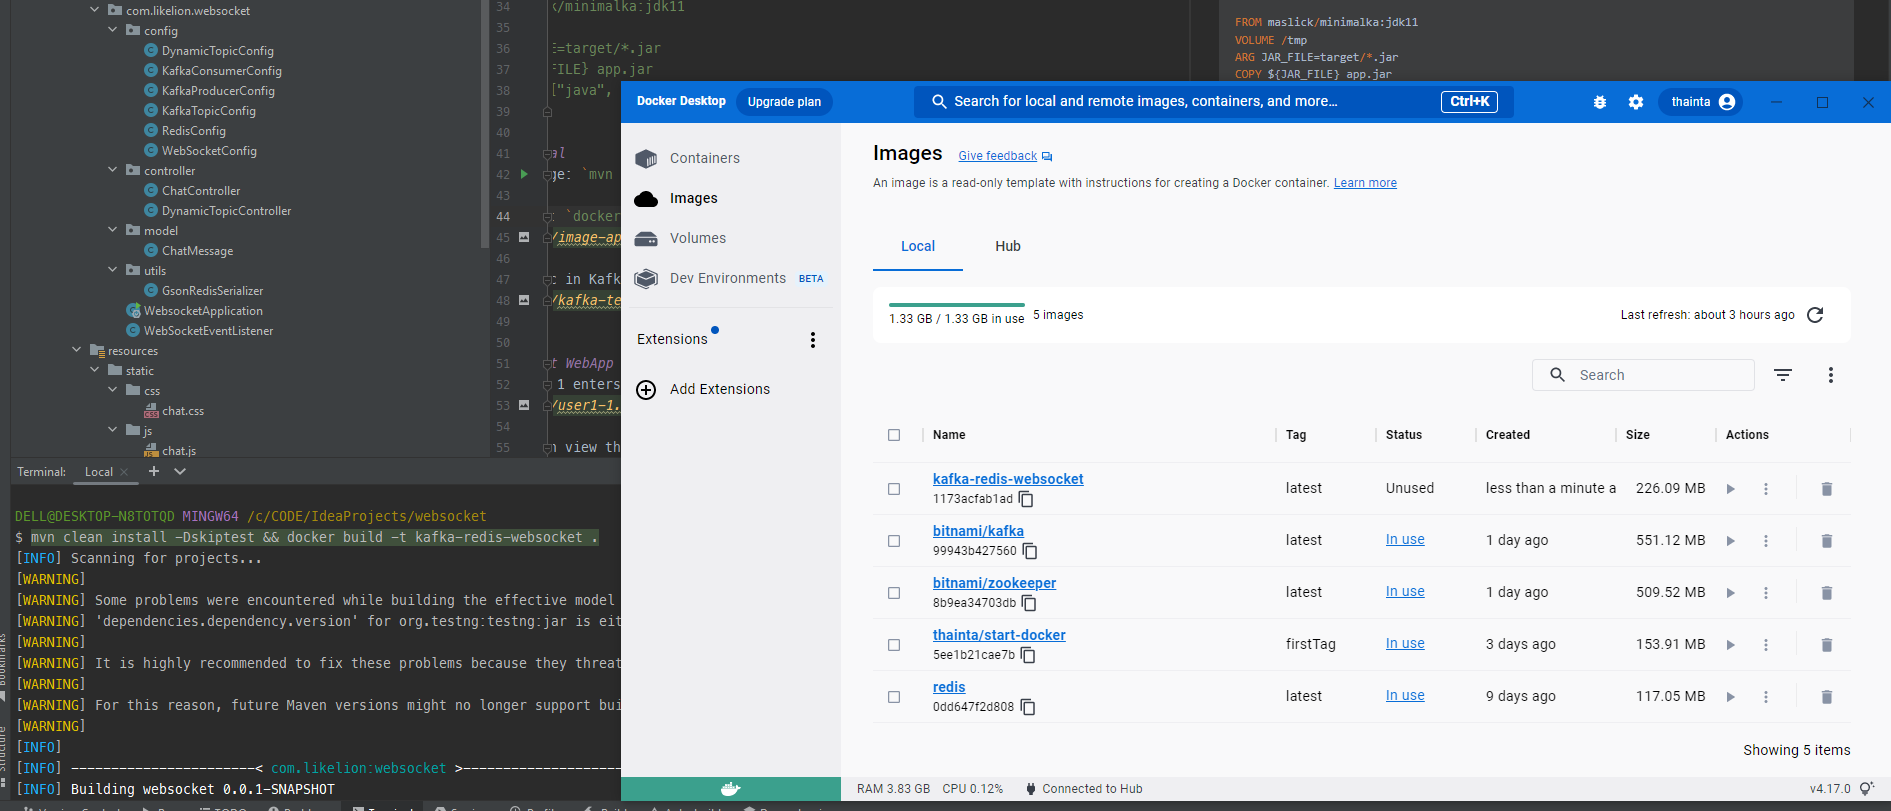 com.likelion.websocket
config
DynamicTopicConfig
KafkaConsumerConfig
KafkaProducerConfig
KafkaTopicConfig
RedisConfig
WebSocketConfig
controller
ChatController
DynamicTopicController
model
ChatMessage
utils
GsonRedisSerializer
WebsocketApplication
WebSocketEventListener
resources
static
css
chat.css
js
chat.js
34 /minimalka:jdk11
35
36 E=target/*.jar
37 FILE} app.jar
38 ["java",
39
40
41 al
42 ge: `mvn
43
44 : `docker
45 /image-ap
46
47 c in Kafk
48 /kafka-te
49
50
51 t WebApp
52 1 enters
53 /user1-1.
54
55 n view th
FROM maslick/minimalka:jdk11
VOLUME /tmp
ARG JAR_FILE=target/*.jar
COPY ${JAR_FILE} app.jar
Terminal: Local
DELL@DESKTOP-N8TOTQD MINGW64 /c/CODE/IdeaProjects/websocket
$ mvn clean install -Dskiptest && docker build -t kafka-redis-websocket .
[INFO] Scanning for projects...
[WARNING]
[WARNING] Some problems were encountered while building the effective model
[WARNING] 'dependencies.dependency.version' for org.testng:testng:jar is eit
[WARNING]
[WARNING] It is highly recommended to fix these problems because they threat
[WARNING]
[WARNING] For this reason, future Maven versions might no longer support bui
[WARNING]
[INFO]
[INFO] -----------------------< com.likelion:websocket >--------------------
[INFO] Building websocket 0.0.1-SNAPSHOT
Docker Desktop Upgrade plan Search for local and remote images, containers, and more... Ctrl+K thainta
Containers
Images
Volumes
Dev Environments BETA
Extensions
Add Extensions
Images Give feedback
An image is a read-only template with instructions for creating a Docker container. Learn more
Local Hub
1.33 GB / 1.33 GB in use 5 images Last refresh: about 3 hours ago
Search
Name Tag Status Created Size Actions
kafka-redis-websocket
1173acfab1ad latest Unused less than a minute a 226.09 MB
bitnami/kafka
99943b427560 latest In use 1 day ago 551.12 MB
bitnami/zookeeper
8b9ea34703db latest In use 1 day ago 509.52 MB
thainta/start-docker
5ee1b21cae7b firstTag In use 3 days ago 153.91 MB
redis
0dd647f2d808 latest In use 9 days ago 117.05 MB
Showing 5 items
RAM 3.83 GB CPU 0.12% Connected to Hub v4.17.0